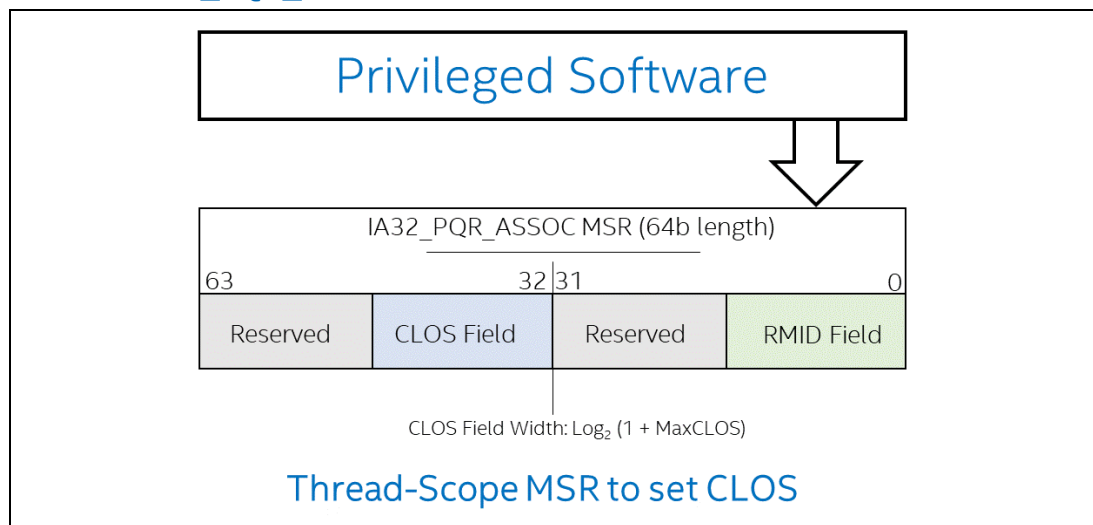 Privileged Software
IA32_PQR_ASSOC MSR (64b length)
63 32 31 0
Reserved CLOS Field Reserved RMID Field
CLOS Field Width: Log₂ (1 + MaxCLOS)
Thread-Scope MSR to set CLOS